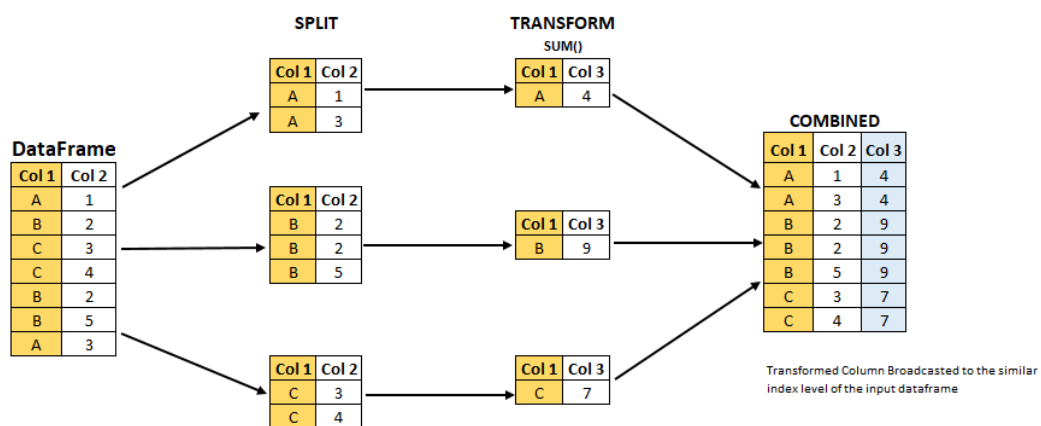 SPLIT
Col 1 Col 2
A 1
A 3
Col 1 Col 2
B 2
B 2
B 5
Col 1 Col 2
C 3
C 4
TRANSFORM
SUM()
Col 1 Col 3
A 4
Col 1 Col 3
B 9
Col 1 Col 3
C 7
DataFrame
Col 1 Col 2
A 1
B 2
C 3
C 4
B 2
B 5
A 3
COMBINED
Col 1 Col 2 Col 3
A 1 4
A 3 4
B 2 9
B 2 9
B 5 9
C 3 7
C 4 7
Transformed Column Broadcasted to the similar
index level of the input dataframe